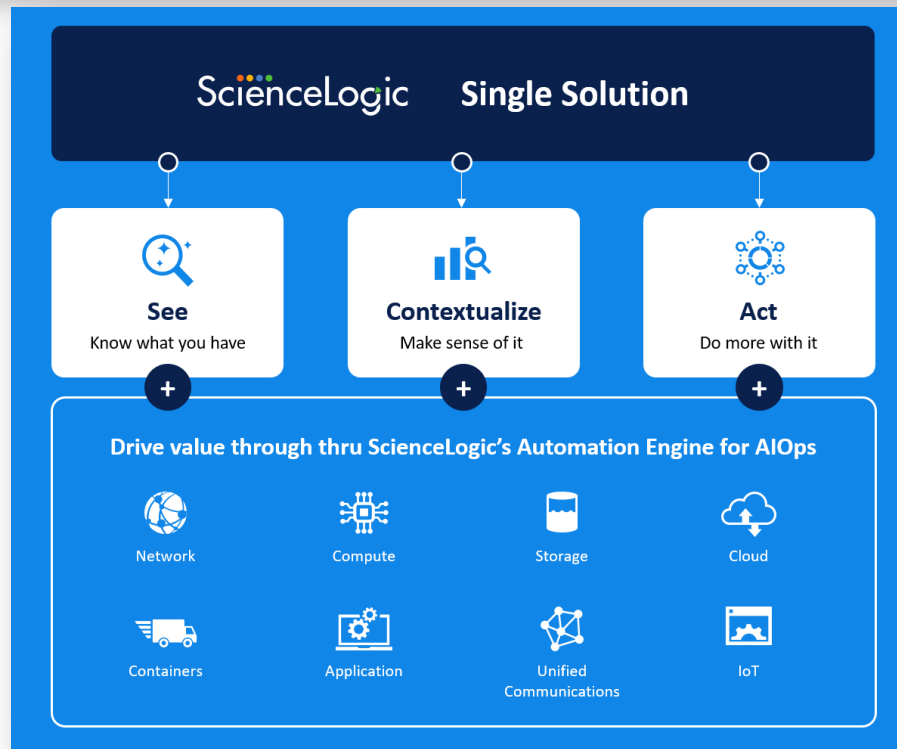 ScienceLogic Single Solution
See
Know what you have
Contextualize
Make sense of it
Act
Do more with it
+
+
+
Drive value through thru ScienceLogic's Automation Engine for AIOps
Network
Compute
Storage
Cloud
Containers
Application
Unified
Communications
IoT